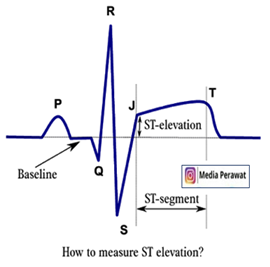 R
P
J
T
ST-elevation
Baseline
Q
Media Perawat
ST-segment
S
How to measure ST elevation?